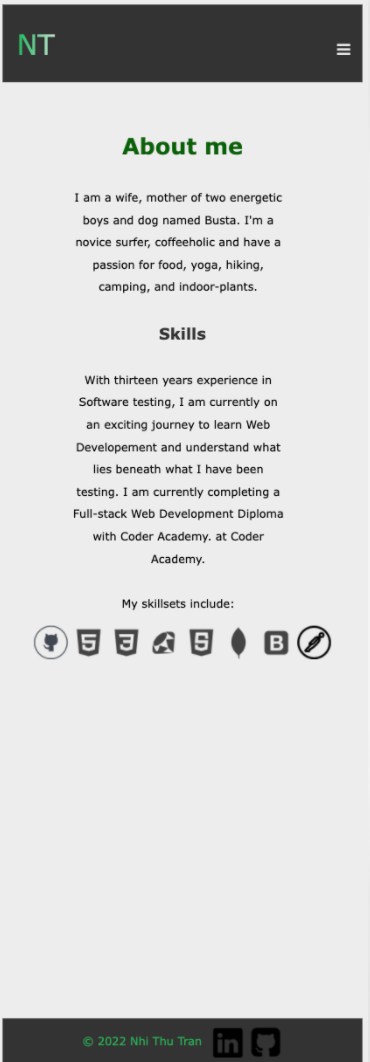 NT
About me
I am a wife, mother of two energetic
boys and dog named Busta. I'm a
novice surfer, coffeeholic and have a
passion for food, yoga, hiking,
camping, and indoor-plants.
Skills
With thirteen years experience in
Software testing, I am currently on
an exciting journey to learn Web
Developement and understand what
lies beneath what I have been
testing. I am currently completing a
Full-stack Web Development Diploma
with Coder Academy. at Coder
Academy.
My skillsets include:
5 3 S B
© 2022 Nhi Thu Tran in